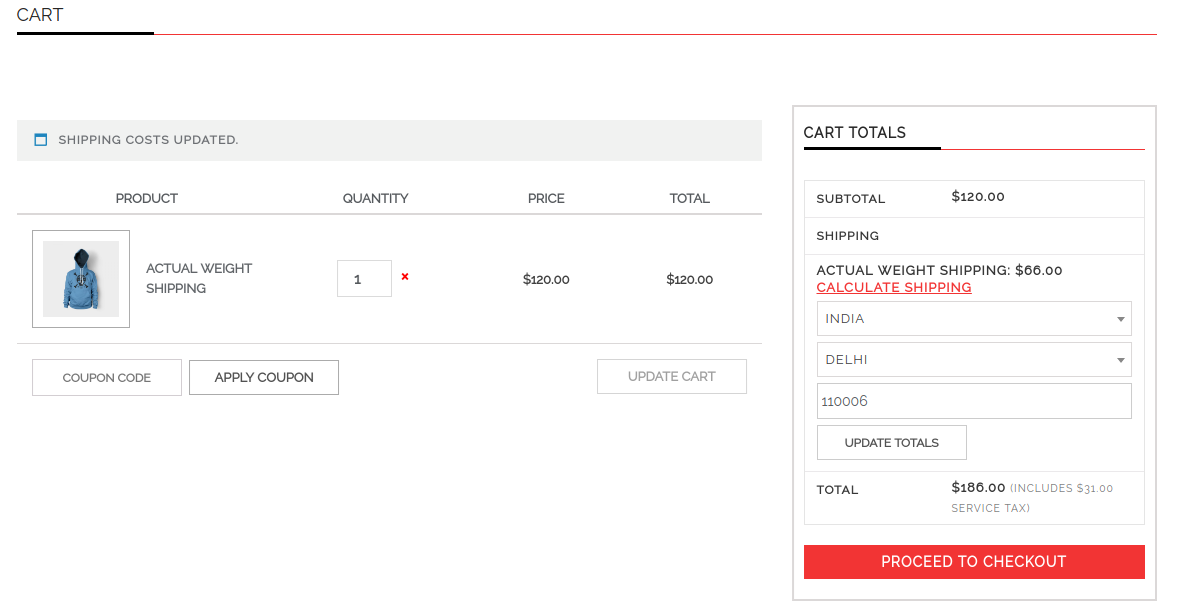 CART
SHIPPING COSTS UPDATED.
PRODUCT QUANTITY PRICE TOTAL
ACTUAL WEIGHT
SHIPPING
1 × $120.00 $120.00
COUPON CODE APPLY COUPON UPDATE CART
CART TOTALS
SUBTOTAL $120.00
SHIPPING
ACTUAL WEIGHT SHIPPING: $66.00
CALCULATE SHIPPING
INDIA
DELHI
110006
UPDATE TOTALS
TOTAL $186.00 (INCLUDES $31.00
SERVICE TAX)
PROCEED TO CHECKOUT